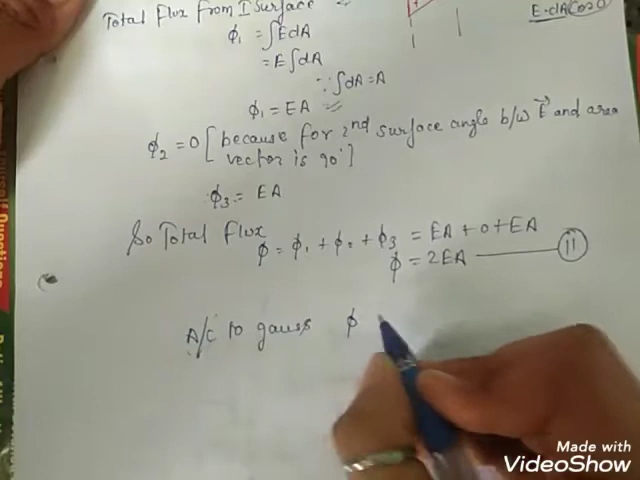 Total Flux From I surface
E·dA Cos0
ϕ₁ = ∫EdA
= E∫dA
∵ ∫dA = A
ϕ₁ = EA
ϕ₂ = 0 [because for 2nd surface angle b/w E⃗ and area
vector is 90°]
ϕ₃ = EA
So Total Flux
ϕ = ϕ₁ + ϕ₂ + ϕ₃ = EA + 0 + EA
ϕ = 2EA — II
A/C to gauss ϕ
Made with
VideoShow